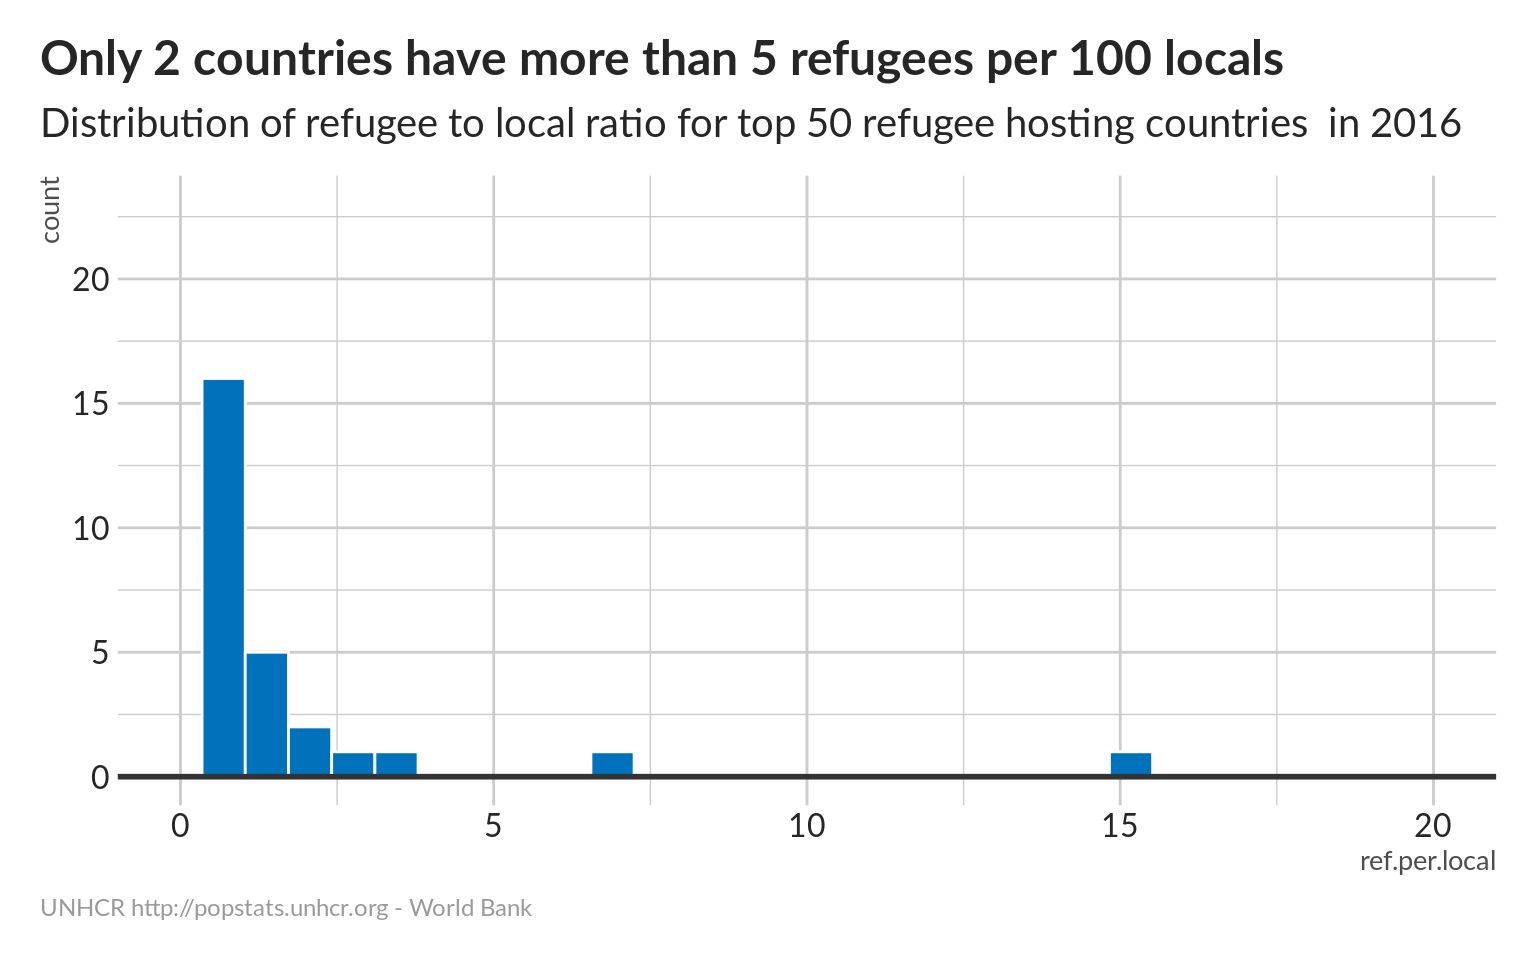 Only 2 countries have more than 5 refugees per 100 locals
Distribution of refugee to local ratio for top 50 refugee hosting countries  in 2016
count
20
15
10
5
0
0 5 10 15 20
ref.per.local
UNHCR http://popstats.unhcr.org - World Bank